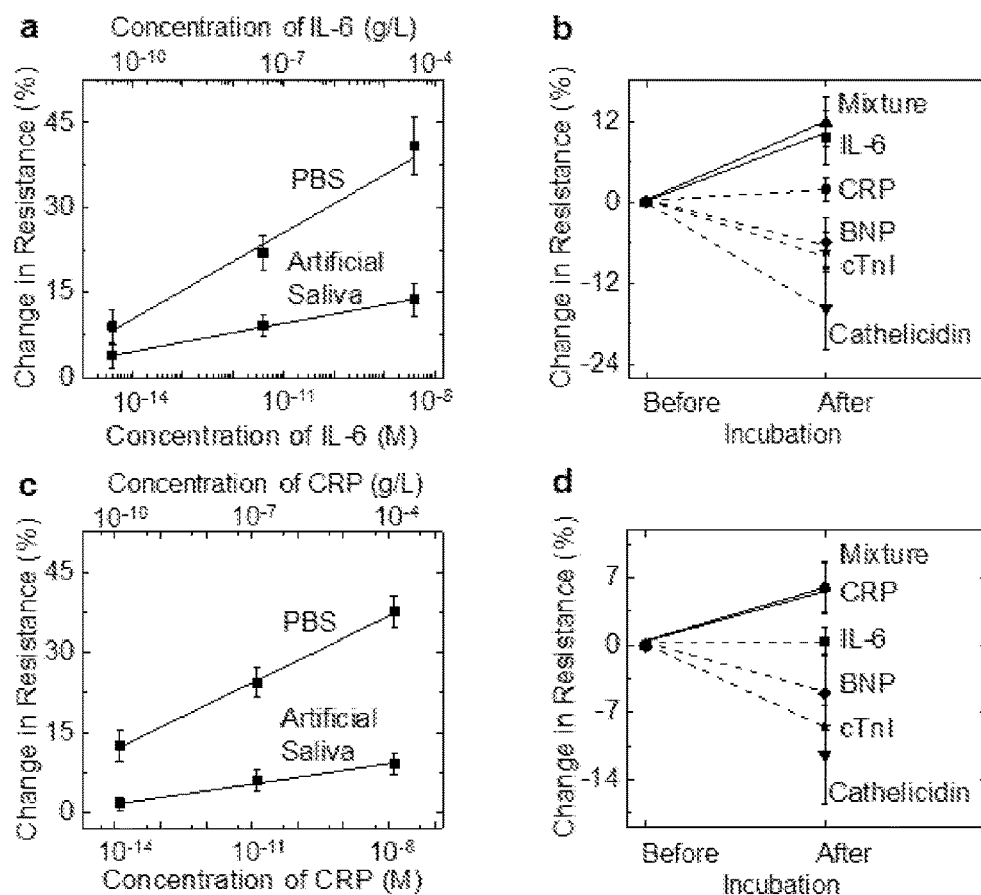 a
Concentration of IL-6 (g/L)
10⁻¹⁰ 10⁻⁷ 10⁻⁴
Change in Resistance (%)
45
30
15
0
PBS
Artificial
Saliva
10⁻¹⁴ 10⁻¹¹ 10⁻⁸
Concentration of IL-6 (M)
b
Change in Resistance (%)
12
0
-12
-24
Mixture
IL-6
CRP
BNP
cTnI
Cathelicidin
Before After
Incubation
c
Concentration of CRP (g/L)
10⁻¹⁰ 10⁻⁷ 10⁻⁴
Change in Resistance (%)
45
30
15
0
PBS
Artificial
Saliva
10⁻¹⁴ 10⁻¹¹ 10⁻⁸
Concentration of CRP (M)
d
Change in Resistance (%)
7
0
-7
-14
Mixture
CRP
IL-6
BNP
cTnI
Cathelicidin
Before After
Incubation